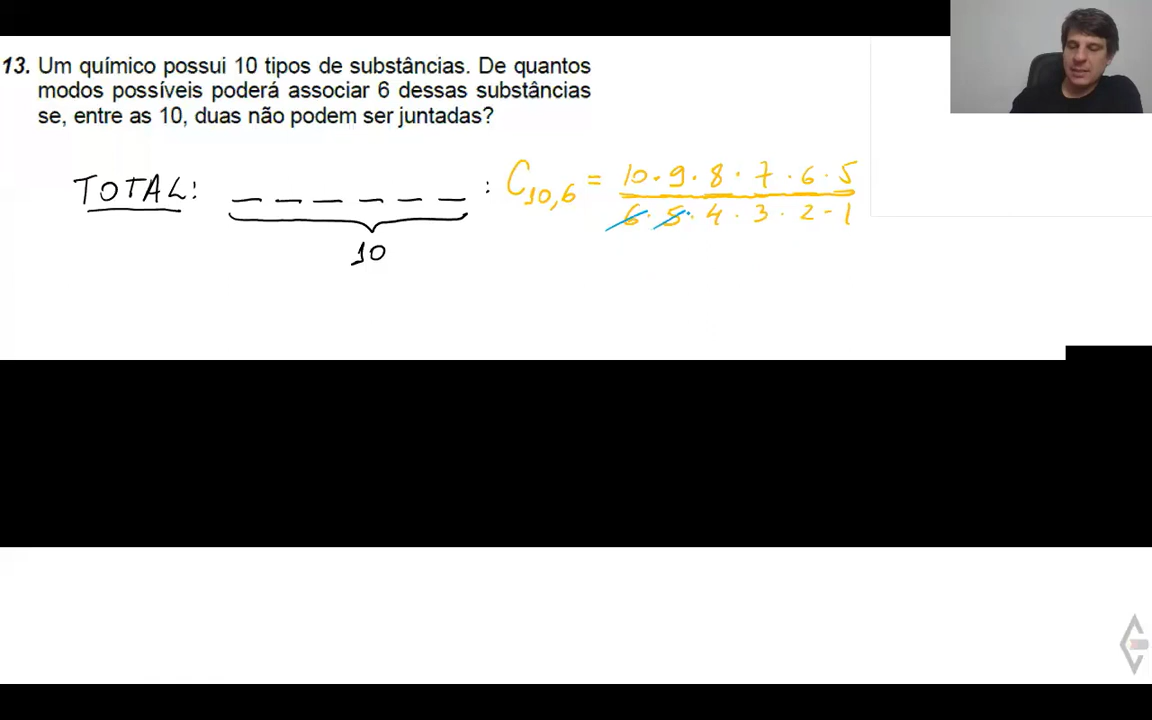 13. Um químico possui 10 tipos de substâncias. De quantos
modos possíveis poderá associar 6 dessas substâncias
se, entre as 10, duas não podem ser juntadas?
TOTAL: _ _ _ _ _ _ : C10,6 = 10 · 9 · 8 · 7 · 6 · 5 / 6 · 5 · 4 · 3 · 2 - 1
10